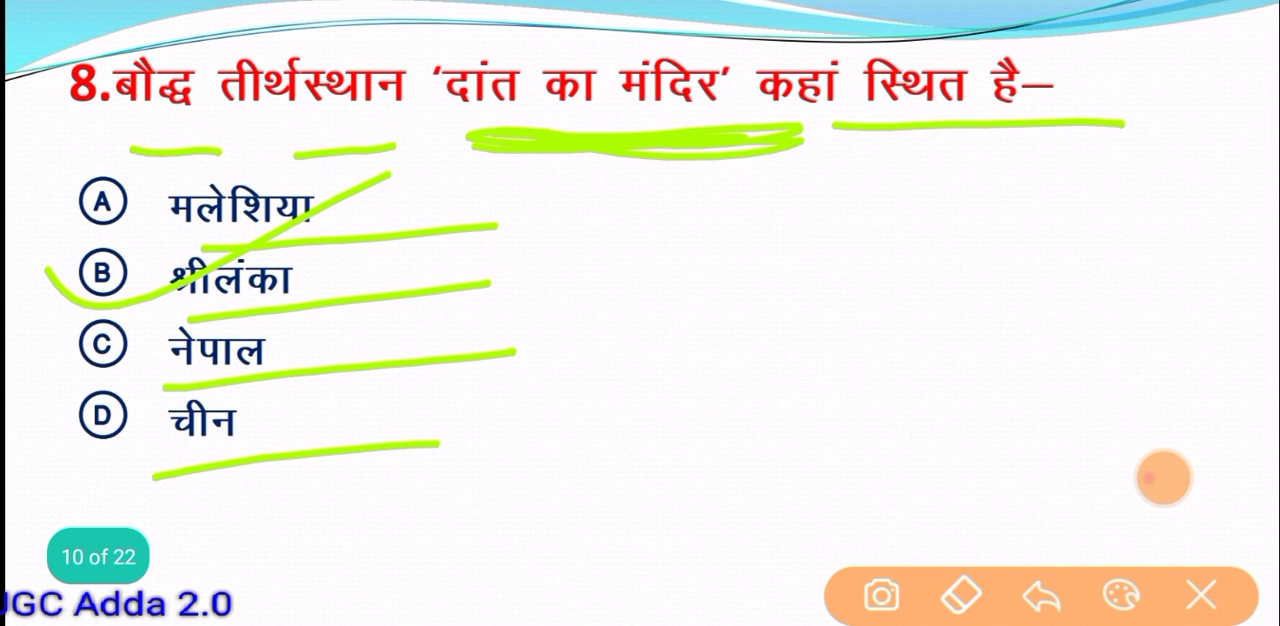 8.बौद्ध तीर्थस्थान ‘दांत का मंदिर’ कहां स्थित है–
A मलेशिया
B श्रीलंका
C नेपाल
D चीन
10 of 22
JGC Adda 2.0